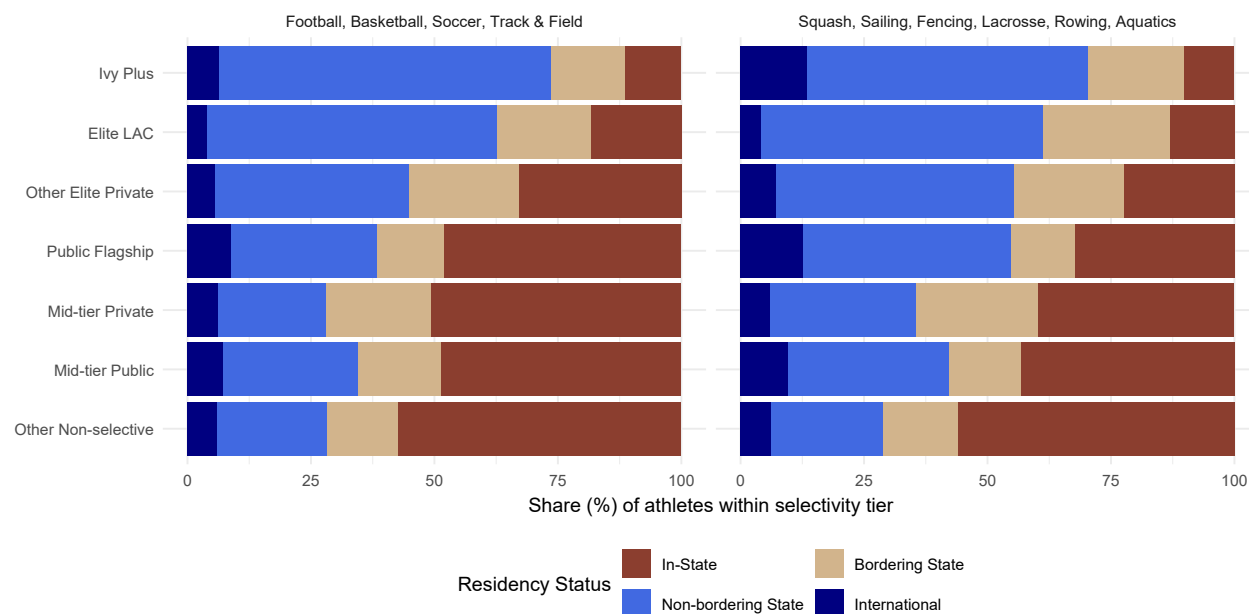 Football, Basketball, Soccer, Track & Field
Squash, Sailing, Fencing, Lacrosse, Rowing, Aquatics
Ivy Plus
Elite LAC
Other Elite Private
Public Flagship
Mid-tier Private
Mid-tier Public
Other Non-selective
0 25 50 75 100
0 25 50 75 100
Share (%) of athletes within selectivity tier
Residency Status
In-State
Bordering State
Non-bordering State
International